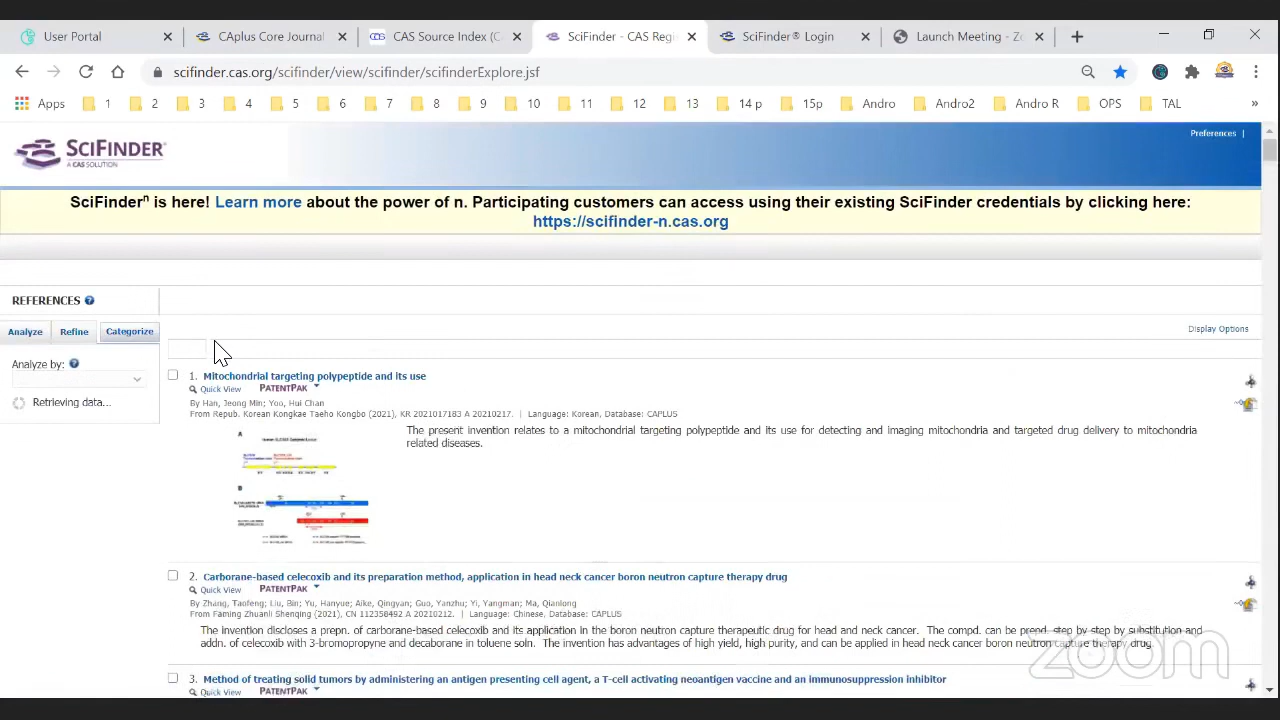 User Portal
CAplus Core Journal
CAS Source Index (C
SciFinder - CAS Regi
SciFinder® Login
Launch Meeting - Zo
scifinder.cas.org/scifinder/view/scifinder/scifinderExplore.jsf
Apps 1 2 3 4 5 6 7 8 9 10 11 12 13 14 p 15p Andro Andro2 Andro R OPS TAL »
SCIFINDER®
A CAS SOLUTION
Preferences |
SciFinderⁿ is here! Learn more about the power of n. Participating customers can access using their existing SciFinder credentials by clicking here:
https://scifinder-n.cas.org
REFERENCES
Analyze Refine Categorize
Display Options
Analyze by:
Retrieving data...
1. Mitochondrial targeting polypeptide and its use
Quick View PATENTPAK
By Han, Jeong Min; Yoo, Hui Chan
From Repub. Korean Kongkae Taeho Kongbo (2021), KR 2021017183 A 20210217. | Language: Korean, Database: CAPLUS
The present invention relates to a mitochondrial targeting polypeptide and its use for detecting and imaging mitochondria and targeted drug delivery to mitochondria
related diseases.
A
B
2. Carborane-based celecoxib and its preparation method, application in head neck cancer boron neutron capture therapy drug
Quick View PATENTPAK
By Zhang, Taofeng; Liu, Bin; Yu, Hanyue; Aike, Qingyan; Guo, Yanzhu; Yi, Yangman; Ma, Qianlong
From Faming Zhuanli Shenqing (2021), CN 112358492 A 20210212. | Language: Chinese, Database: CAPLUS
The invention discloses a prepn. of carborane-based celecoxib and its application in the boron neutron capture therapeutic drug for head and neck cancer. The compd. can be prepd. step by step by substitution and
addn. of celecoxib with 3-bromopropyne and decaborane in toluene soln. The invention has advantages of high yield, high purity, and can be applied in head neck cancer boron neutron capture therapy drug.
zoom
3. Method of treating solid tumors by administering an antigen presenting cell agent, a T-cell activating neoantigen vaccine and an immunosuppression inhibitor
Quick View PATENTPAK